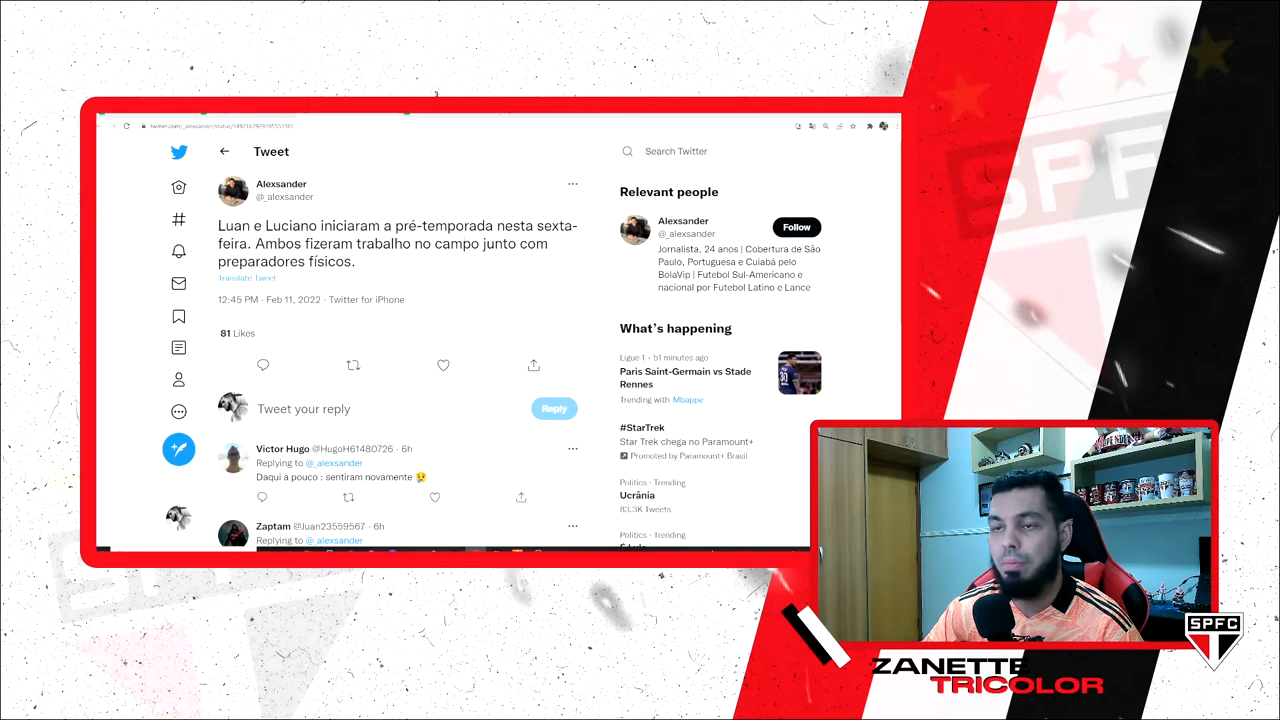 Tweet
Search Twitter
Alexsander
@_alexsander
Luan e Luciano iniciaram a pré-temporada nesta sexta-
feira. Ambos fizeram trabalho no campo junto com
preparadores físicos.
Translate Tweet
12:45 PM · Feb 11, 2022 · Twitter for iPhone
81 Likes
Tweet your reply
Reply
Victor Hugo @HugoH61480726 · 6h
Replying to @_alexsander
Daqui a pouco : sentiram novamente 😢
Zaptam @Juan23559567 · 6h
Replying to @_alexsander
Relevant people
Alexsander
@_alexsander
Follow
Jornalista, 24 anos | Cobertura de São
Paulo, Portuguesa e Cuiabá pelo
BolaVip | Futebol Sul-Americano e
nacional por Futebol Latino e Lance
What's happening
Ligue 1 · 51 minutes ago
Paris Saint-Germain vs Stade
Rennes
Trending with Mbappe
#StarTrek
Star Trek chega no Paramount+
Promoted by Paramount+ Brasil
Politics · Trending
Ucrânia
83.3K Tweets
Politics · Trending
SPF
SPFC
ZANETTE
TRICOLOR